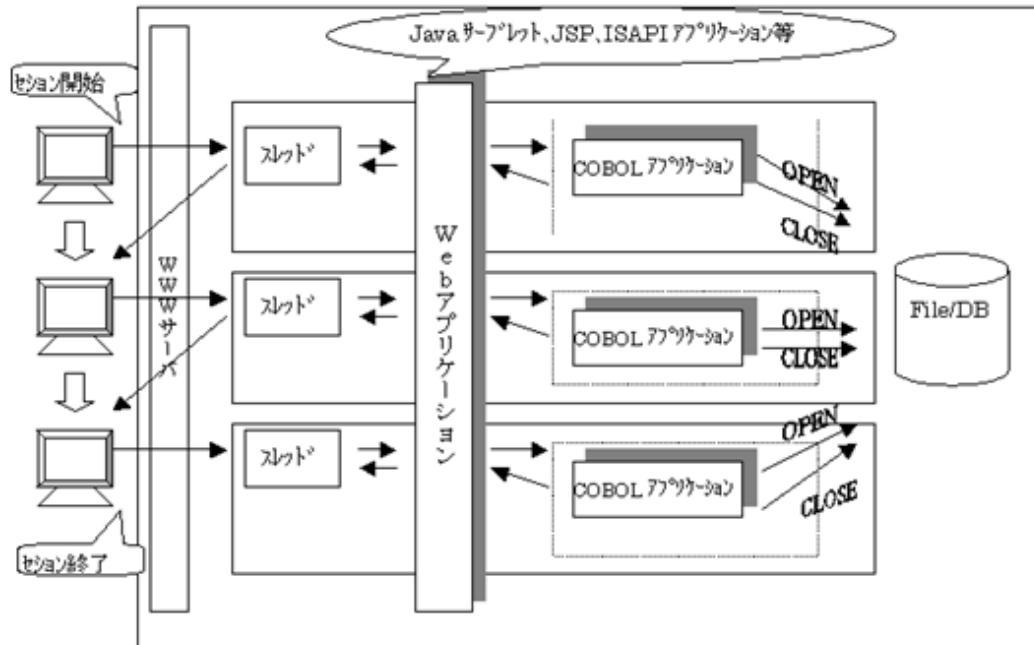 Javaｻｰﾌﾞﾚｯﾄ､JSP､ISAPIｱﾌﾟﾘｹｰｼｮﾝ等
ｾｼｮﾝ開始
WWWサーバ
Webアプリケーション
ｽﾚｯﾄﾞ
COBOL ｱﾌﾟﾘｹｰｼｮﾝ
OPEN
CLOSE
ｽﾚｯﾄﾞ
COBOL ｱﾌﾟﾘｹｰｼｮﾝ
OPEN
CLOSE
File/DB
ｽﾚｯﾄﾞ
COBOL ｱﾌﾟﾘｹｰｼｮﾝ
OPEN
CLOSE
ｾｼｮﾝ終了